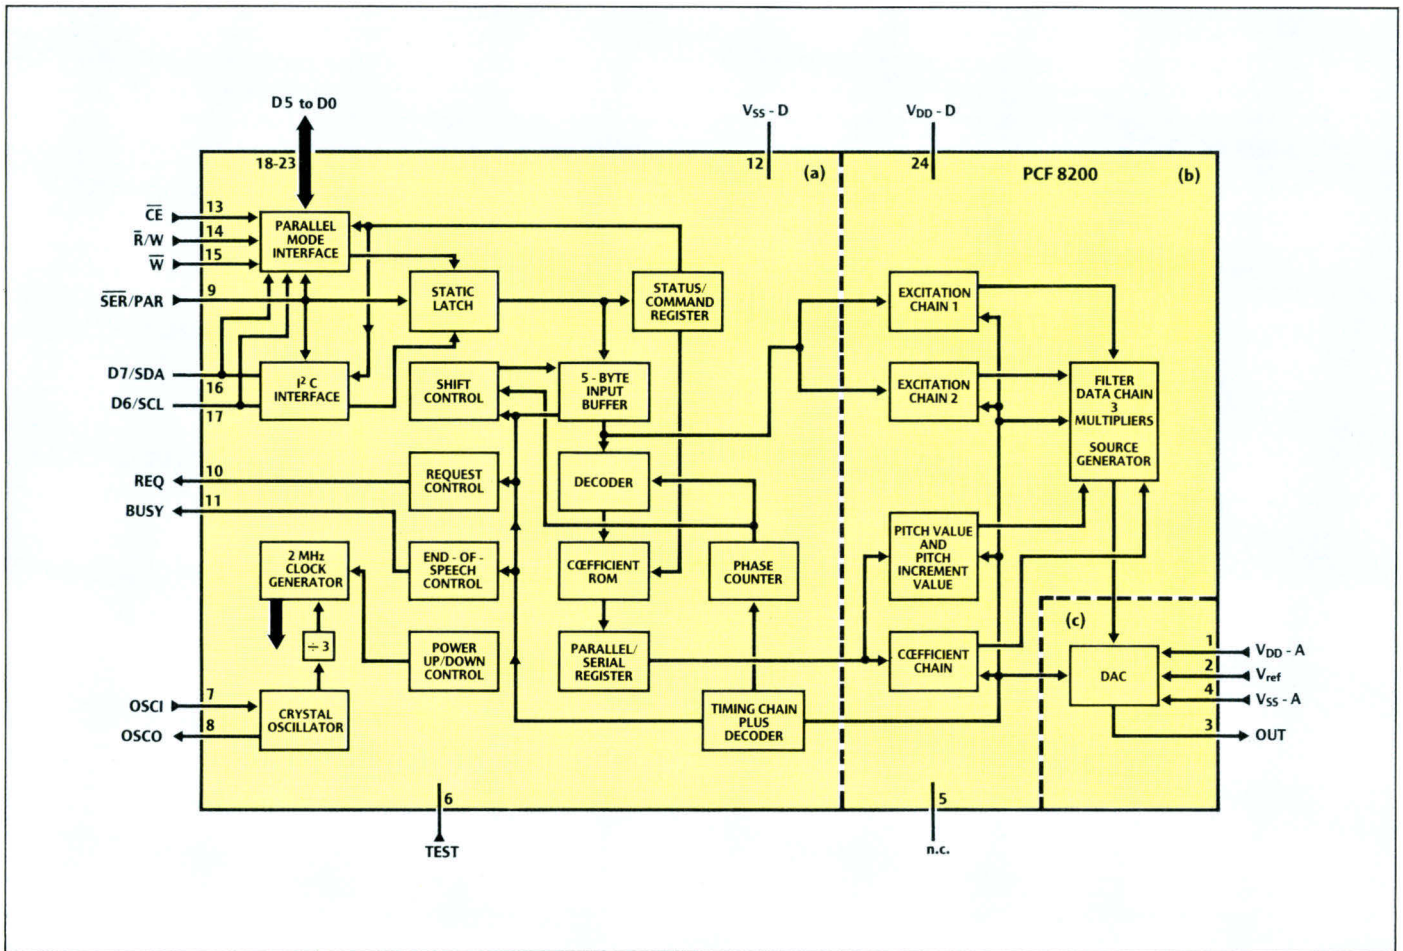 D5 to D0
18-23
VSS - D
12
VDD - D
24
(a)
PCF 8200
(b)
CE
13
R/W
14
W
15
PARALLEL
MODE
INTERFACE
SER/PAR
9
STATIC
LATCH
STATUS/
COMMAND
REGISTER
EXCITATION
CHAIN 1
D7/SDA
16
D6/SCL
17
I² C
INTERFACE
SHIFT
CONTROL
5 - BYTE
INPUT
BUFFER
EXCITATION
CHAIN 2
FILTER
DATA CHAIN
3
MULTIPLIERS
SOURCE
GENERATOR
REQ
10
REQUEST
CONTROL
DECODER
BUSY
11
2 MHz
CLOCK
GENERATOR
END - OF -
SPEECH
CONTROL
CŒFFICIENT
ROM
PHASE
COUNTER
PITCH VALUE
AND
PITCH
INCREMENT
VALUE
÷ 3
POWER
UP/DOWN
CONTROL
PARALLEL/
SERIAL
REGISTER
CŒFFICIENT
CHAIN
(c)
DAC
1
VDD - A
2
Vref
4
VSS - A
3
OUT
OSCI
7
OSCO
8
CRYSTAL
OSCILLATOR
TIMING CHAIN
PLUS
DECODER
6
TEST
5
n.c.